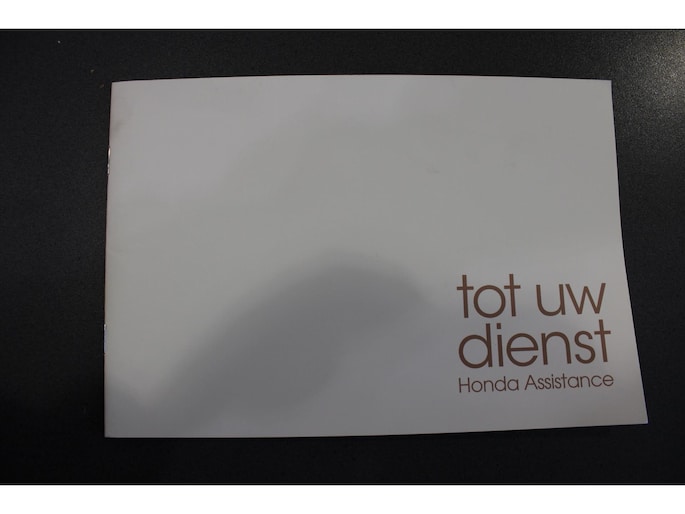 tot uw
dienst
Honda Assistance